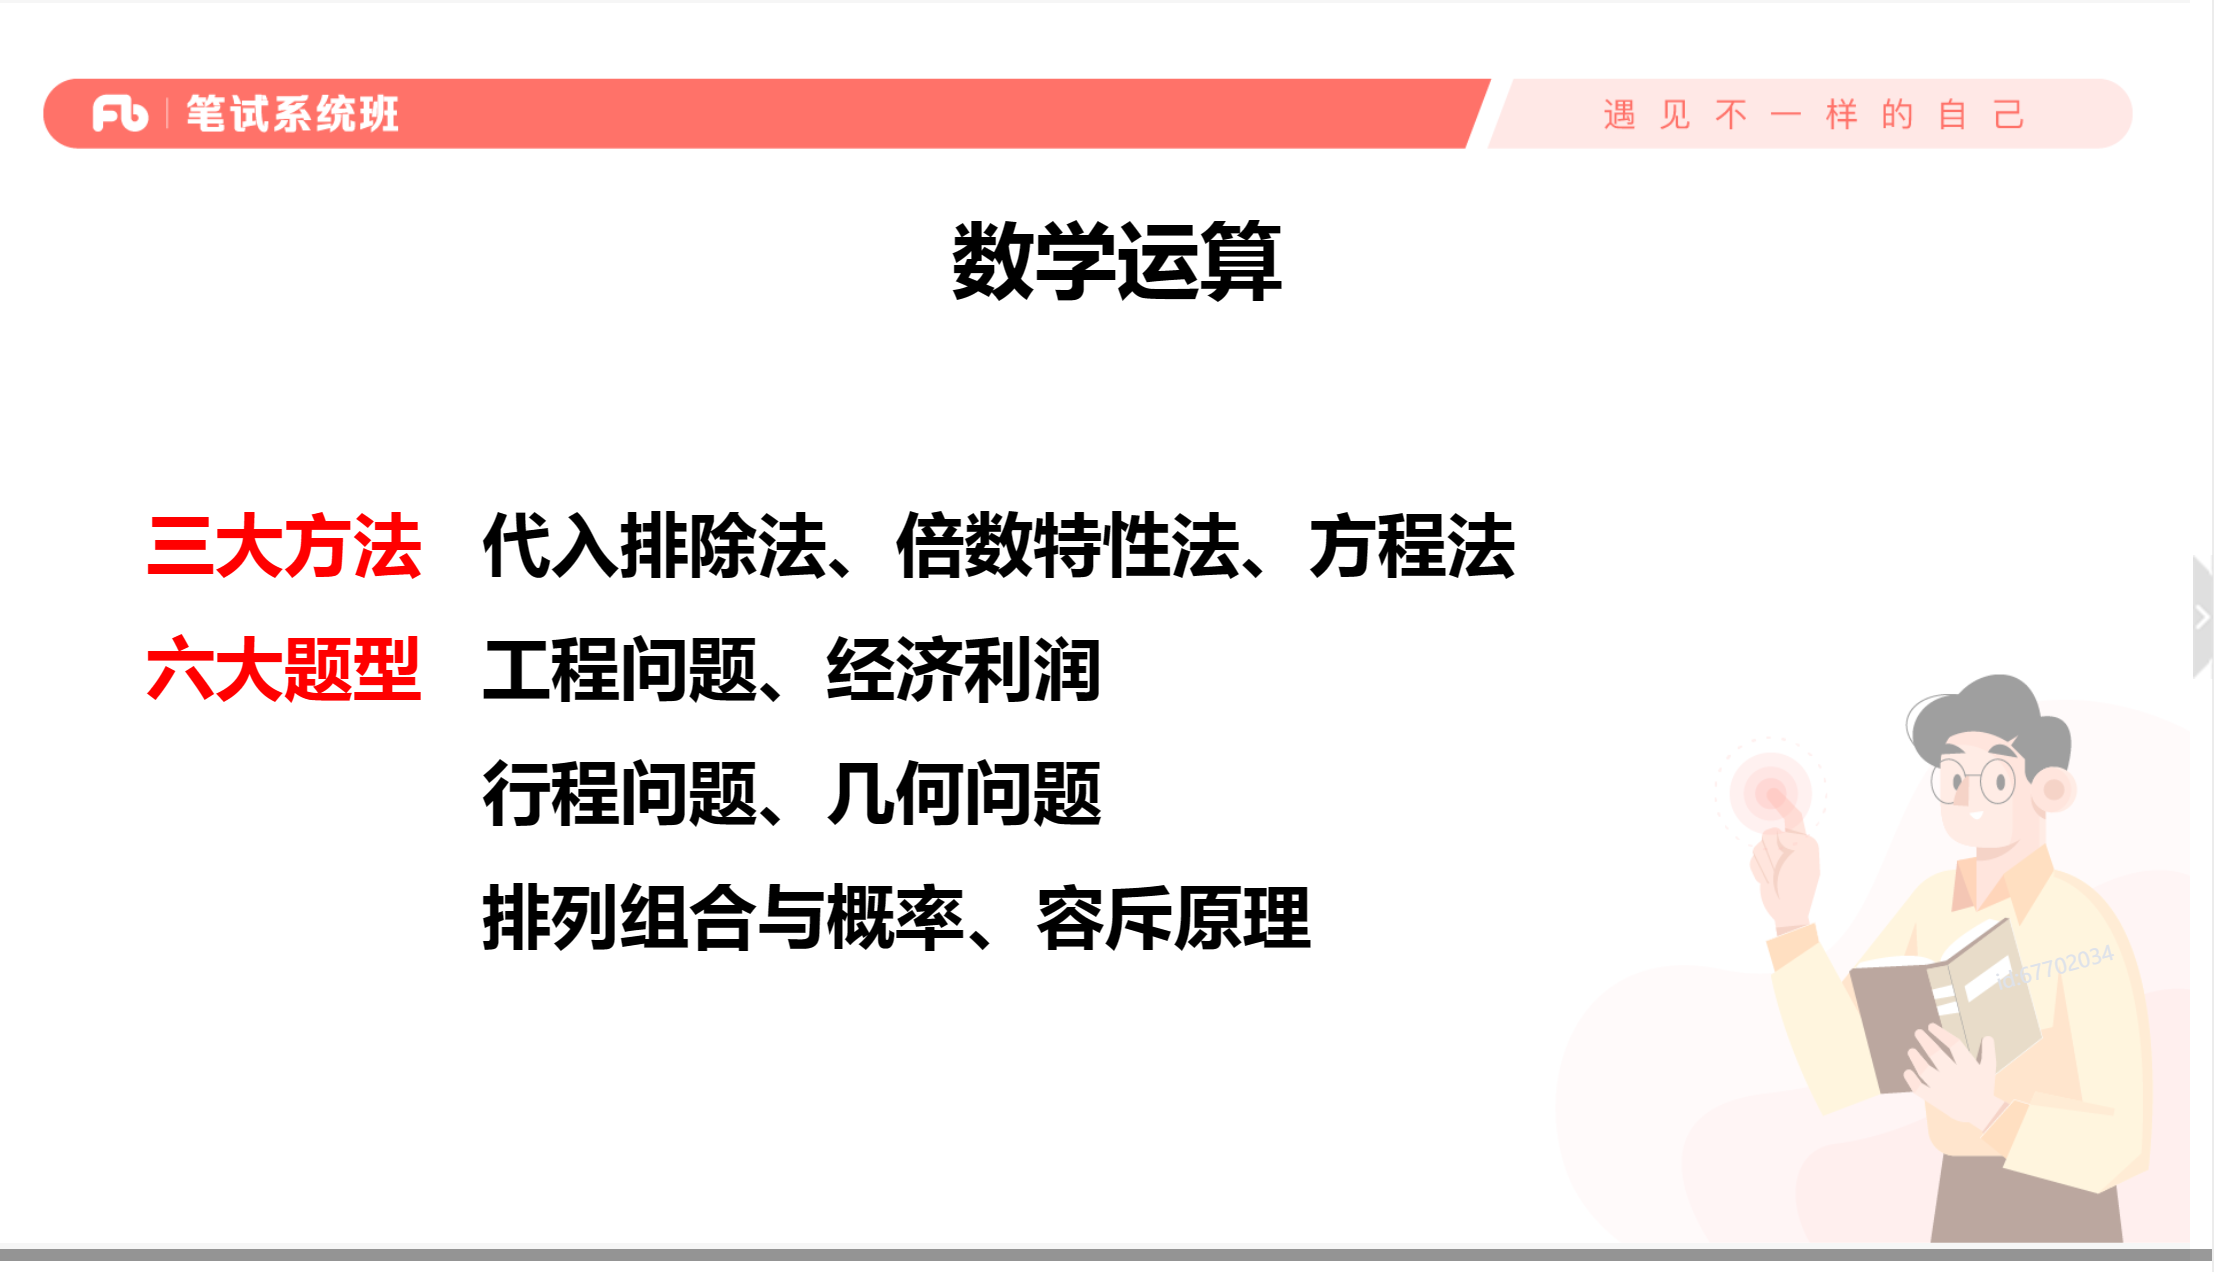 Fb 笔试系统班 遇见不一样的自己
数学运算
三大方法 代入排除法、倍数特性法、方程法
六大题型 工程问题、经济利润
行程问题、几何问题
排列组合与概率、容斥原理
67702034